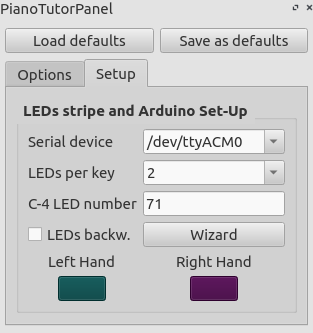 PianoTutorPanel
Load defaults Save as defaults
Options Setup
LEDs stripe and Arduino Set-Up
Serial device /dev/ttyACM0
LEDs per key 2
C-4 LED number 71
LEDs backw. Wizard
Left Hand Right Hand